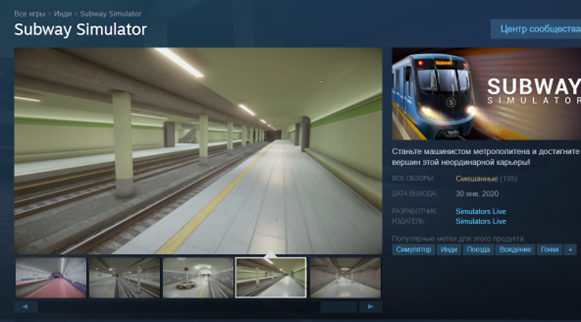 Все игры > Инди > Subway Simulator
Subway Simulator
Центр сообщества
SUBWAY
SIMULATOR
Станьте машинистом метрополитена и достигните
вершин этой неординарной карьеры!
ВСЕ ОБЗОРЫ: Смешанные (195)
ДАТА ВЫХОДА: 30 янв. 2020
РАЗРАБОТЧИК: Simulators Live
ИЗДАТЕЛЬ: Simulators Live
Популярные метки для этого продукта:
Симулятор Инди Поезда Вождение Гонки +